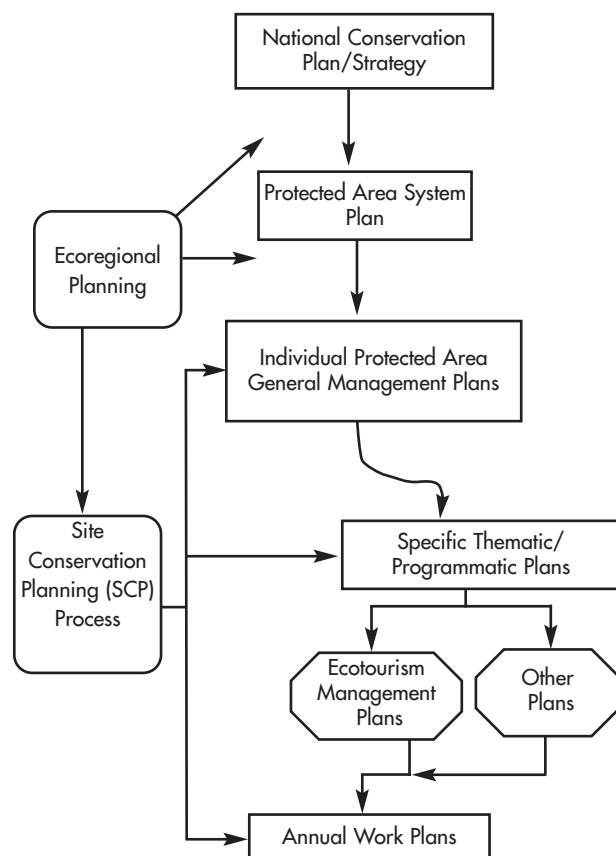 National Conservation
Plan/Strategy
Protected Area System
Plan
Ecoregional
Planning
Individual Protected Area
General Management Plans
Site
Conservation
Planning (SCP)
Process
Specific Thematic/
Programmatic Plans
Ecotourism
Management
Plans
Other
Plans
Annual Work Plans